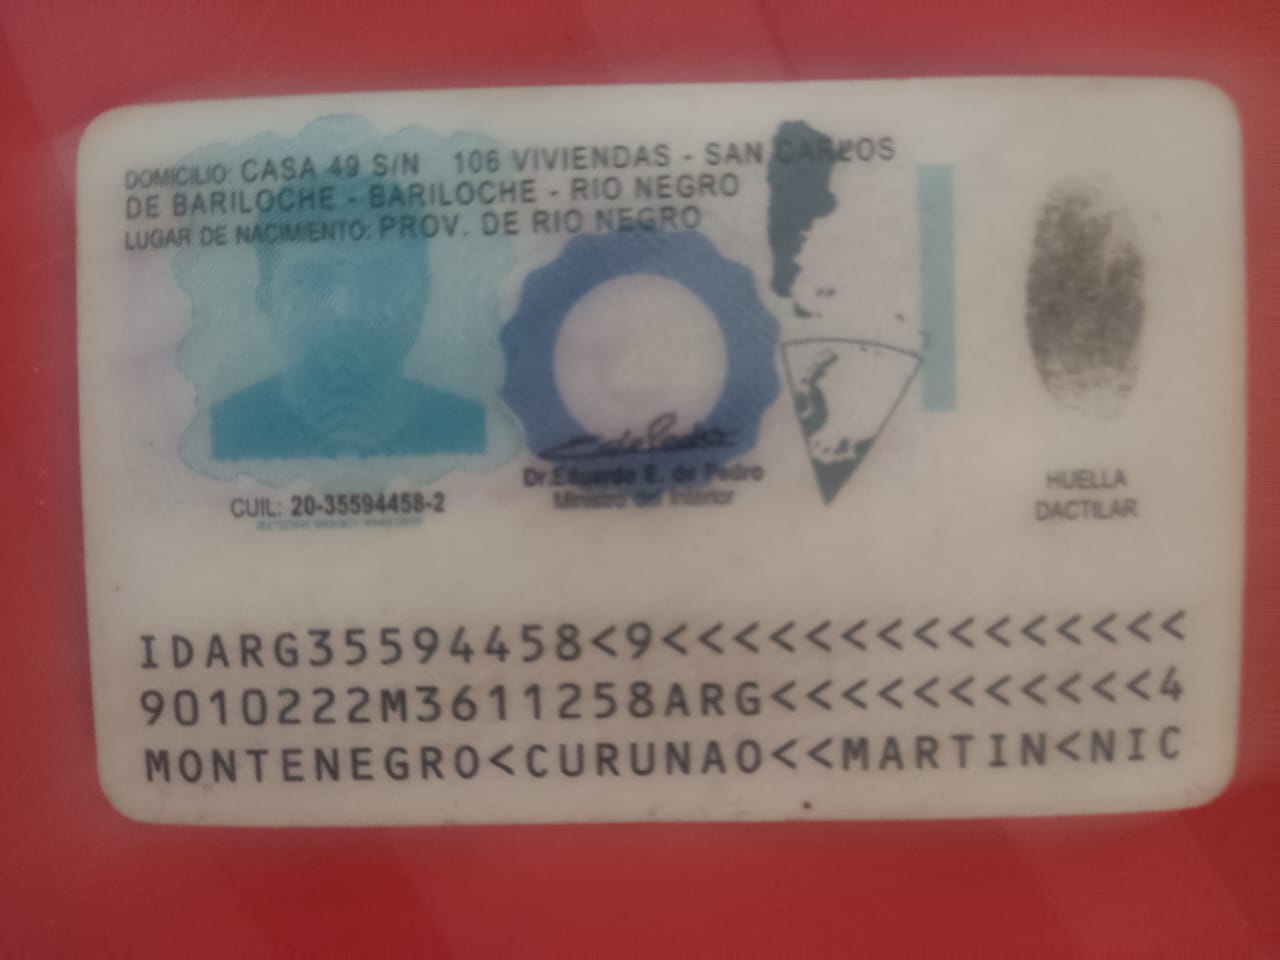 DOMICILIO: CASA 49 S/N 106 VIVIENDAS - SAN CARLOS
DE BARILOCHE - BARILOCHE - RIO NEGRO
LUGAR DE NACIMIENTO: PROV. DE RIO NEGRO
CUIL: 20-35594458-2
Dr. Eduardo E. de Pedro
Ministro del Interior
HUELLA
DACTILAR
IDARG35594458<9<<<<<<<<<<<<<<<
9010222M3611258ARG<<<<<<<<<<<4
MONTENEGRO<CURUNAO<<MARTIN<NIC